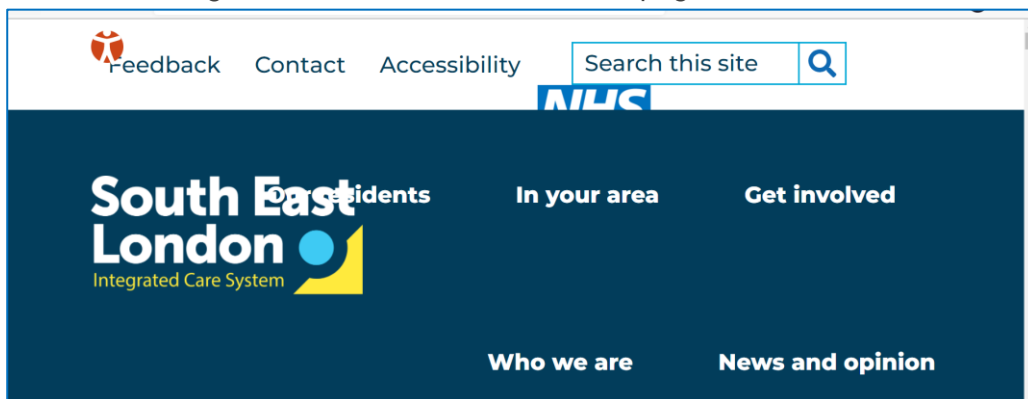 Feedback Contact Accessibility Search this site
NHS
South East
London
Integrated Care System
Our residents In your area Get involved
Who we are News and opinion